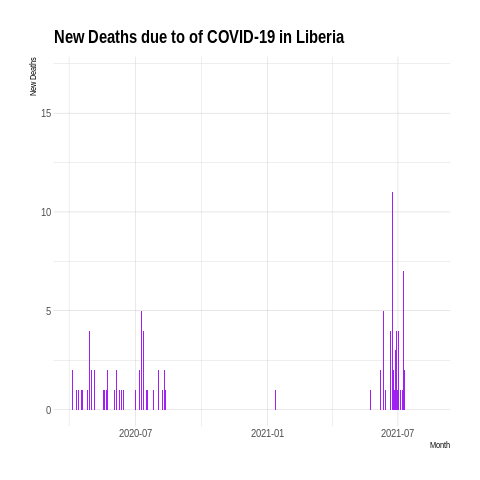 New Deaths due to of COVID-19 in Liberia
New Deaths
15
10
5
0
2020-07
2021-01
2021-07
Month